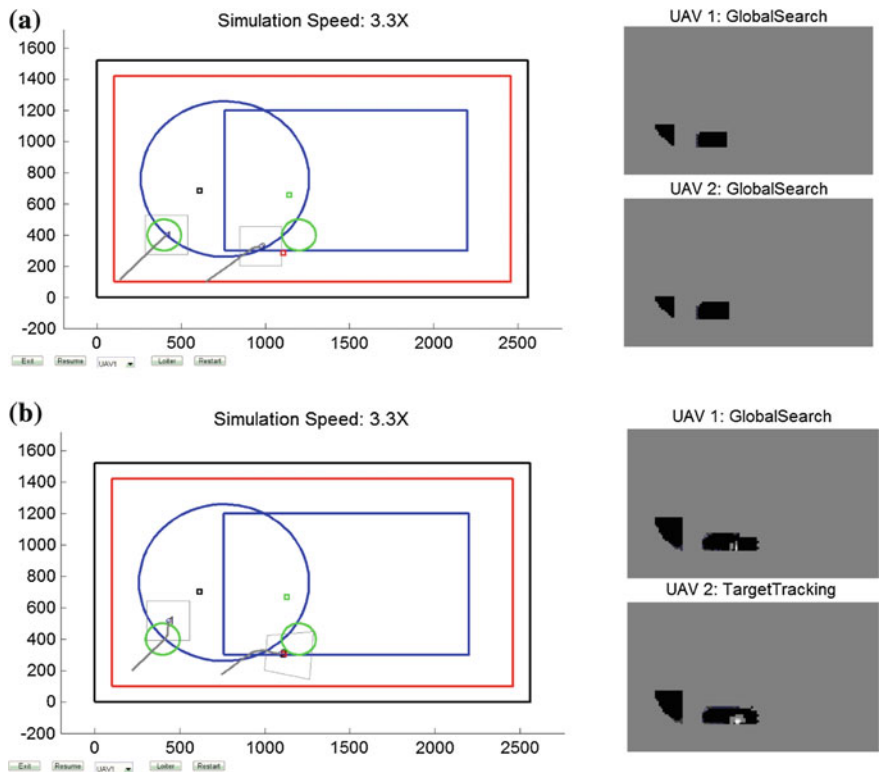 (a)
Simulation Speed: 3.3X
1600
1400
1200
1000
800
600
400
200
0
-200
0 500 1000 1500 2000 2500
Exit Resume UAV1 Loiter Restart
UAV 1: GlobalSearch
UAV 2: GlobalSearch
(b)
Simulation Speed: 3.3X
1600
1400
1200
1000
800
600
400
200
0
-200
0 500 1000 1500 2000 2500
Exit Resume UAV1 Loiter Restart
UAV 1: GlobalSearch
UAV 2: TargetTracking